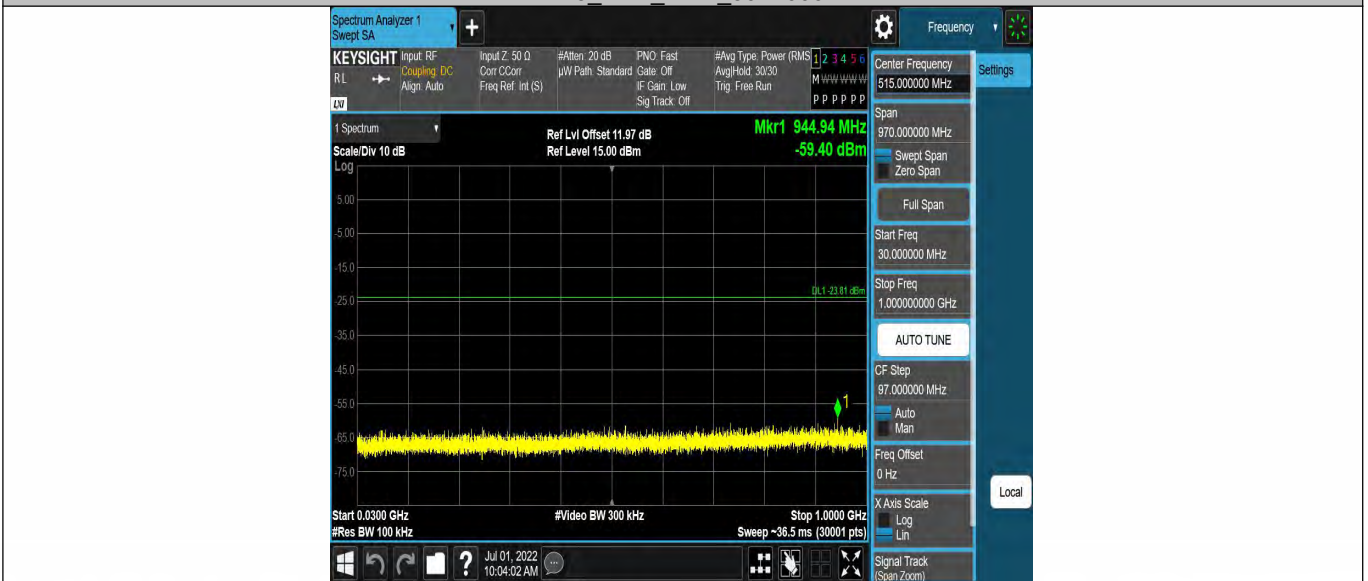 Spectrum Analyzer 1
Swept SA
+
Frequency
KEYSIGHT
R L
LXI
Input: RF
Coupling: DC
Align: Auto
Input Z: 50 Ω
Corr CCorr
Freq Ref: Int (S)
#Atten: 20 dB
µW Path: Standard
PNO: Fast
Gate: Off
IF Gain: Low
Sig Track: Off
#Avg Type: Power (RMS
Avg|Hold: 30/30
Trig: Free Run
1 2 3 4 5 6
M W W W W W
P P P P P P
1 Spectrum
Scale/Div 10 dB
Log
Ref Lvl Offset 11.97 dB
Ref Level 15.00 dBm
Mkr1 944.94 MHz
-59.40 dBm
5.00
-5.00
-15.0
DL1 -23.81 dBm
-25.0
-35.0
-45.0
-55.0
1
-65.0
-75.0
Start 0.0300 GHz
#Res BW 100 kHz
#Video BW 300 kHz
Stop 1.0000 GHz
Sweep ~36.5 ms (30001 pts)
?
Jul 01, 2022
10:04:02 AM
Center Frequency
515.000000 MHz
Settings
Span
970.000000 MHz
Swept Span
Zero Span
Full Span
Start Freq
30.000000 MHz
Stop Freq
1.000000000 GHz
AUTO TUNE
CF Step
97.000000 MHz
Auto
Man
Freq Offset
0 Hz
X Axis Scale
Log
Lin
Local
Signal Track
(Span Zoom)